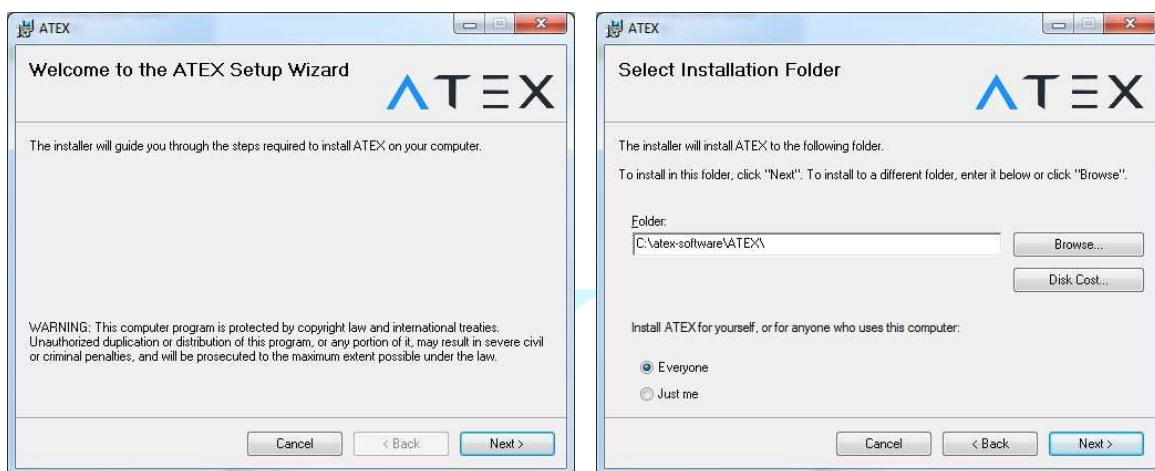 ATEX
Welcome to the ATEX Setup Wizard
ATEX
The installer will guide you through the steps required to install ATEX on your computer.
WARNING: This computer program is protected by copyright law and international treaties.
Unauthorized duplication or distribution of this program, or any portion of it, may result in severe civil
or criminal penalties, and will be prosecuted to the maximum extent possible under the law.
Cancel
< Back
Next >
ATEX
Select Installation Folder
ATEX
The installer will install ATEX to the following folder.
To install in this folder, click "Next". To install to a different folder, enter it below or click "Browse".
Folder:
C:\atex-software\ATEX\
Browse...
Disk Cost...
Install ATEX for yourself, or for anyone who uses this computer:
Everyone
Just me
Cancel
< Back
Next >